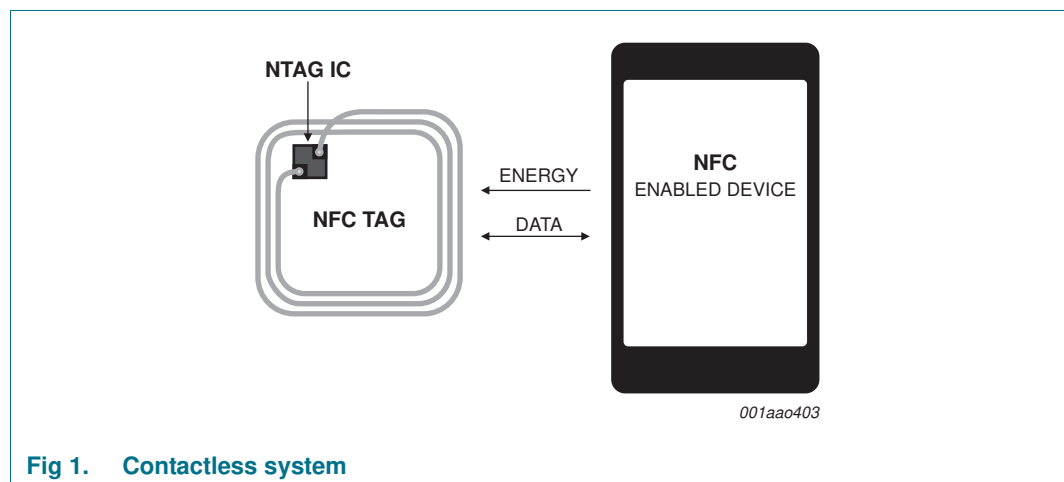 NTAG IC
NFC TAG
ENERGY
DATA
NFC
ENABLED DEVICE
001aao403
Fig 1. Contactless system